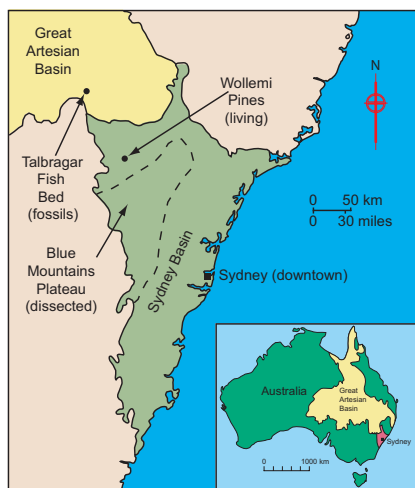 Great
Artesian
Basin
Wollemi
Pines
(living)
N
Talbragar
Fish
Bed
(fossils)
0 50 km
0 30 miles
Blue
Mountains
Plateau
(dissected)
Sydney Basin
Sydney (downtown)
Australia
Great
Artesian
Basin
Sydney
0 1000 km